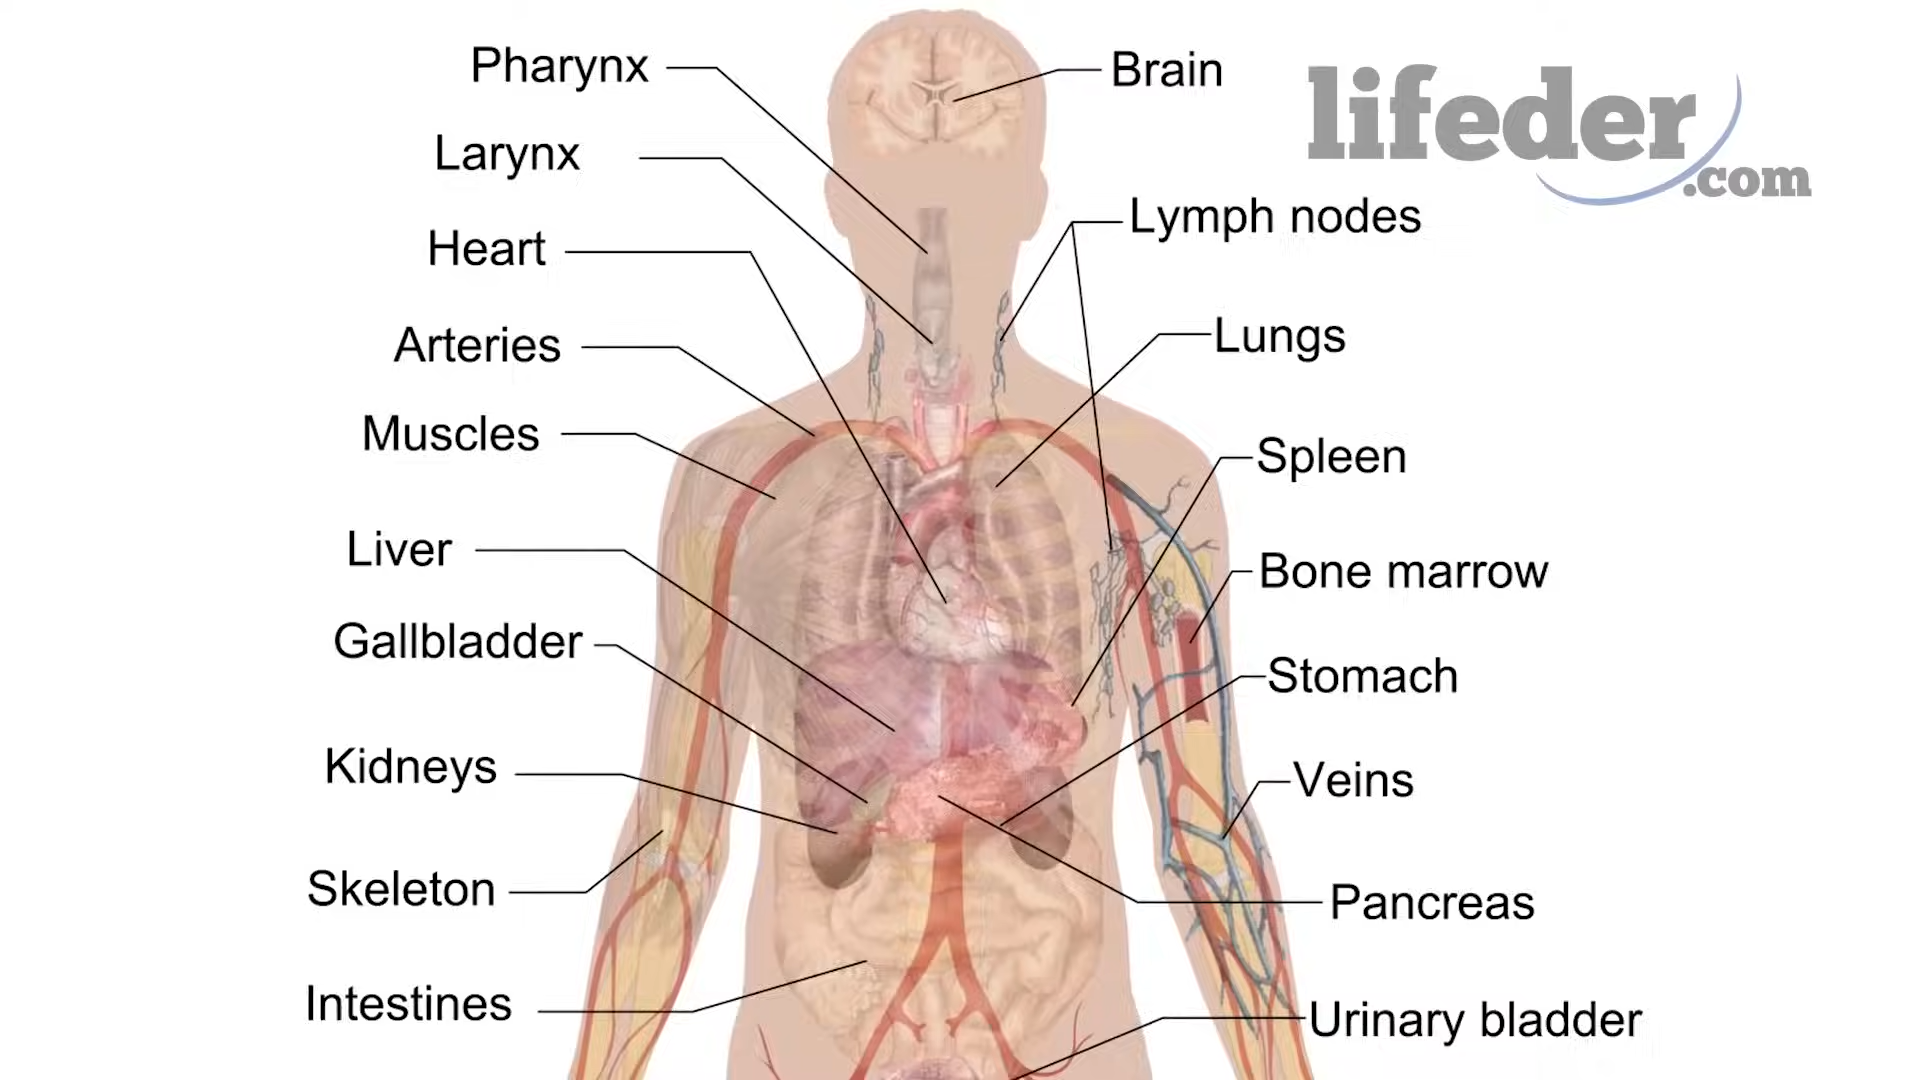 Pharynx
Larynx
Heart
Arteries
Muscles
Liver
Gallbladder
Kidneys
Skeleton
Intestines
Brain
lifeder
.com
Lymph nodes
Lungs
Spleen
Bone marrow
Stomach
Veins
Pancreas
Urinary bladder